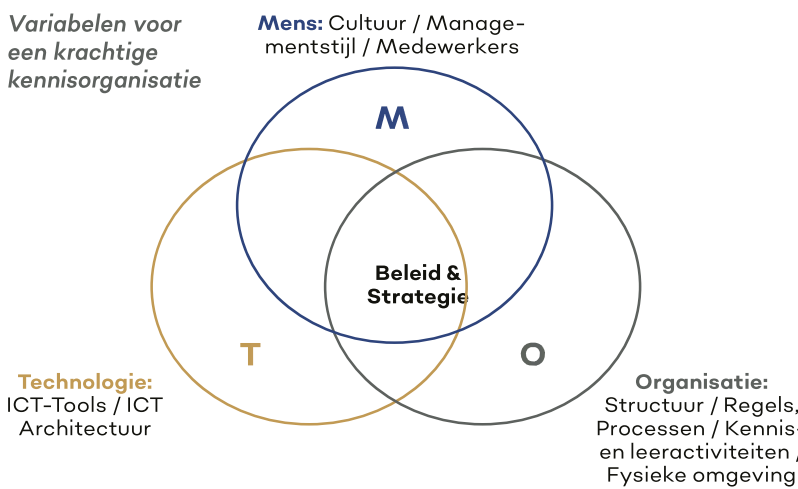 Variabelen voor
een krachtige
kennisorganisatie
Mens: Cultuur / Manage-
mentstijl / Medewerkers
M
Beleid &
Strategie
T
O
Technologie:
ICT-Tools / ICT
Architectuur
Organisatie:
Structuur / Regels,
Processen / Kennis-
en leeractiviteiten /
Fysieke omgeving